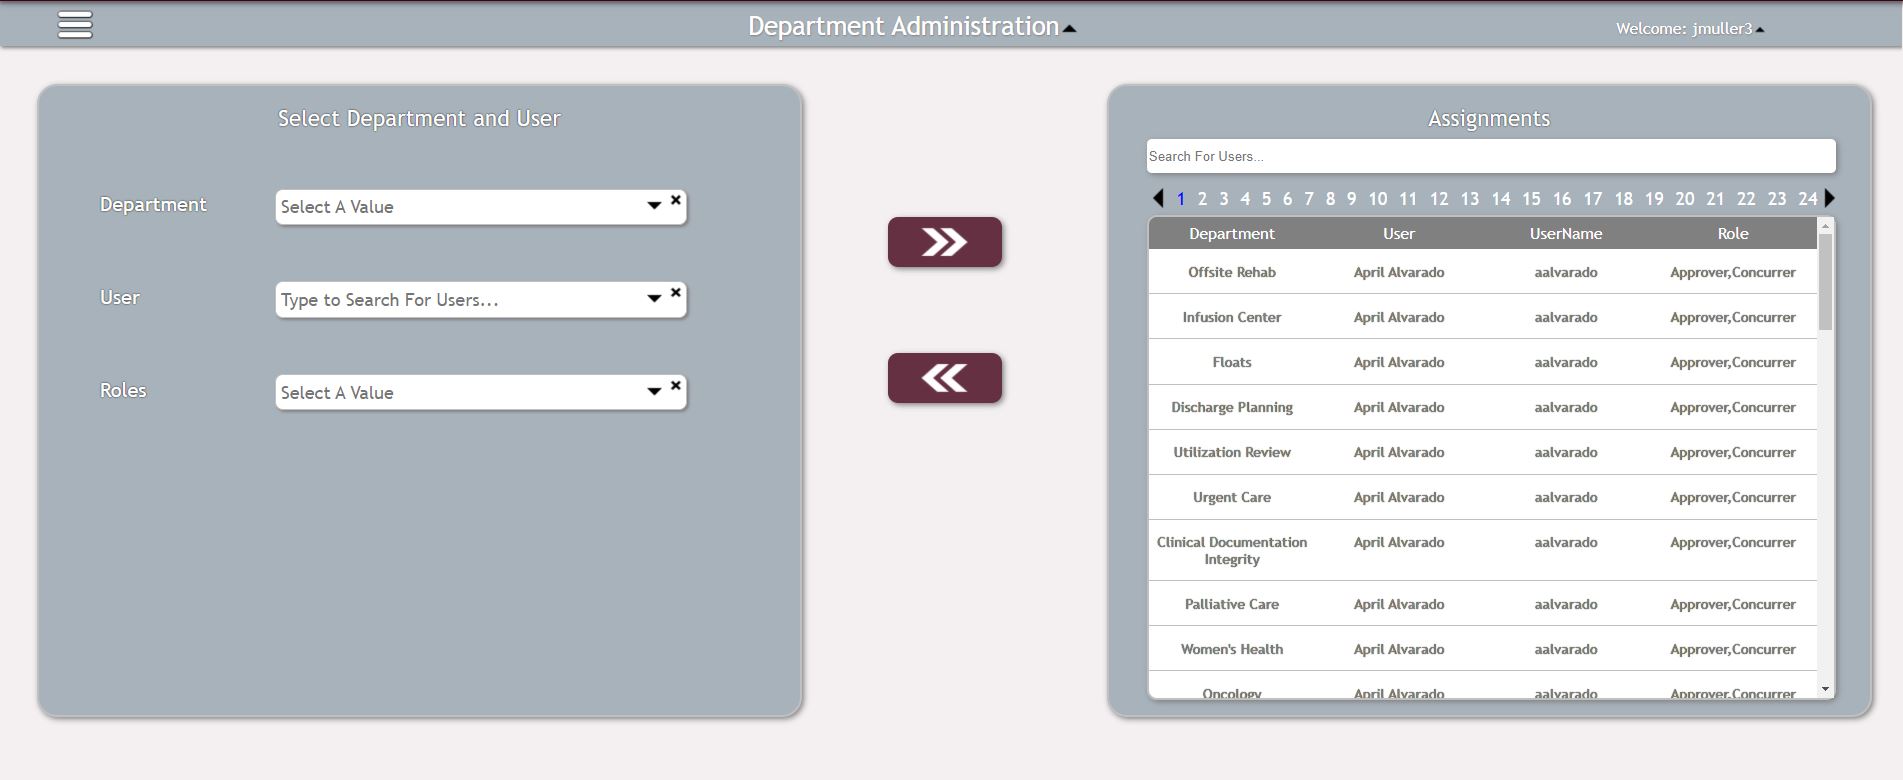 Department Administration
Welcome: jmuller3
Select Department and User
Department
Select A Value
User
Type to Search For Users...
Roles
Select A Value
Assignments
Search For Users...
1 2 3 4 5 6 7 8 9 10 11 12 13 14 15 16 17 18 19 20 21 22 23 24
Department User UserName Role
Offsite Rehab April Alvarado aalvarado Approver,Concurrer
Infusion Center April Alvarado aalvarado Approver,Concurrer
Floats April Alvarado aalvarado Approver,Concurrer
Discharge Planning April Alvarado aalvarado Approver,Concurrer
Utilization Review April Alvarado aalvarado Approver,Concurrer
Urgent Care April Alvarado aalvarado Approver,Concurrer
Clinical Documentation April Alvarado aalvarado Approver,Concurrer
Integrity
Palliative Care April Alvarado aalvarado Approver,Concurrer
Women's Health April Alvarado aalvarado Approver,Concurrer
Oncology April Alvarado aalvarado Approver,Concurrer